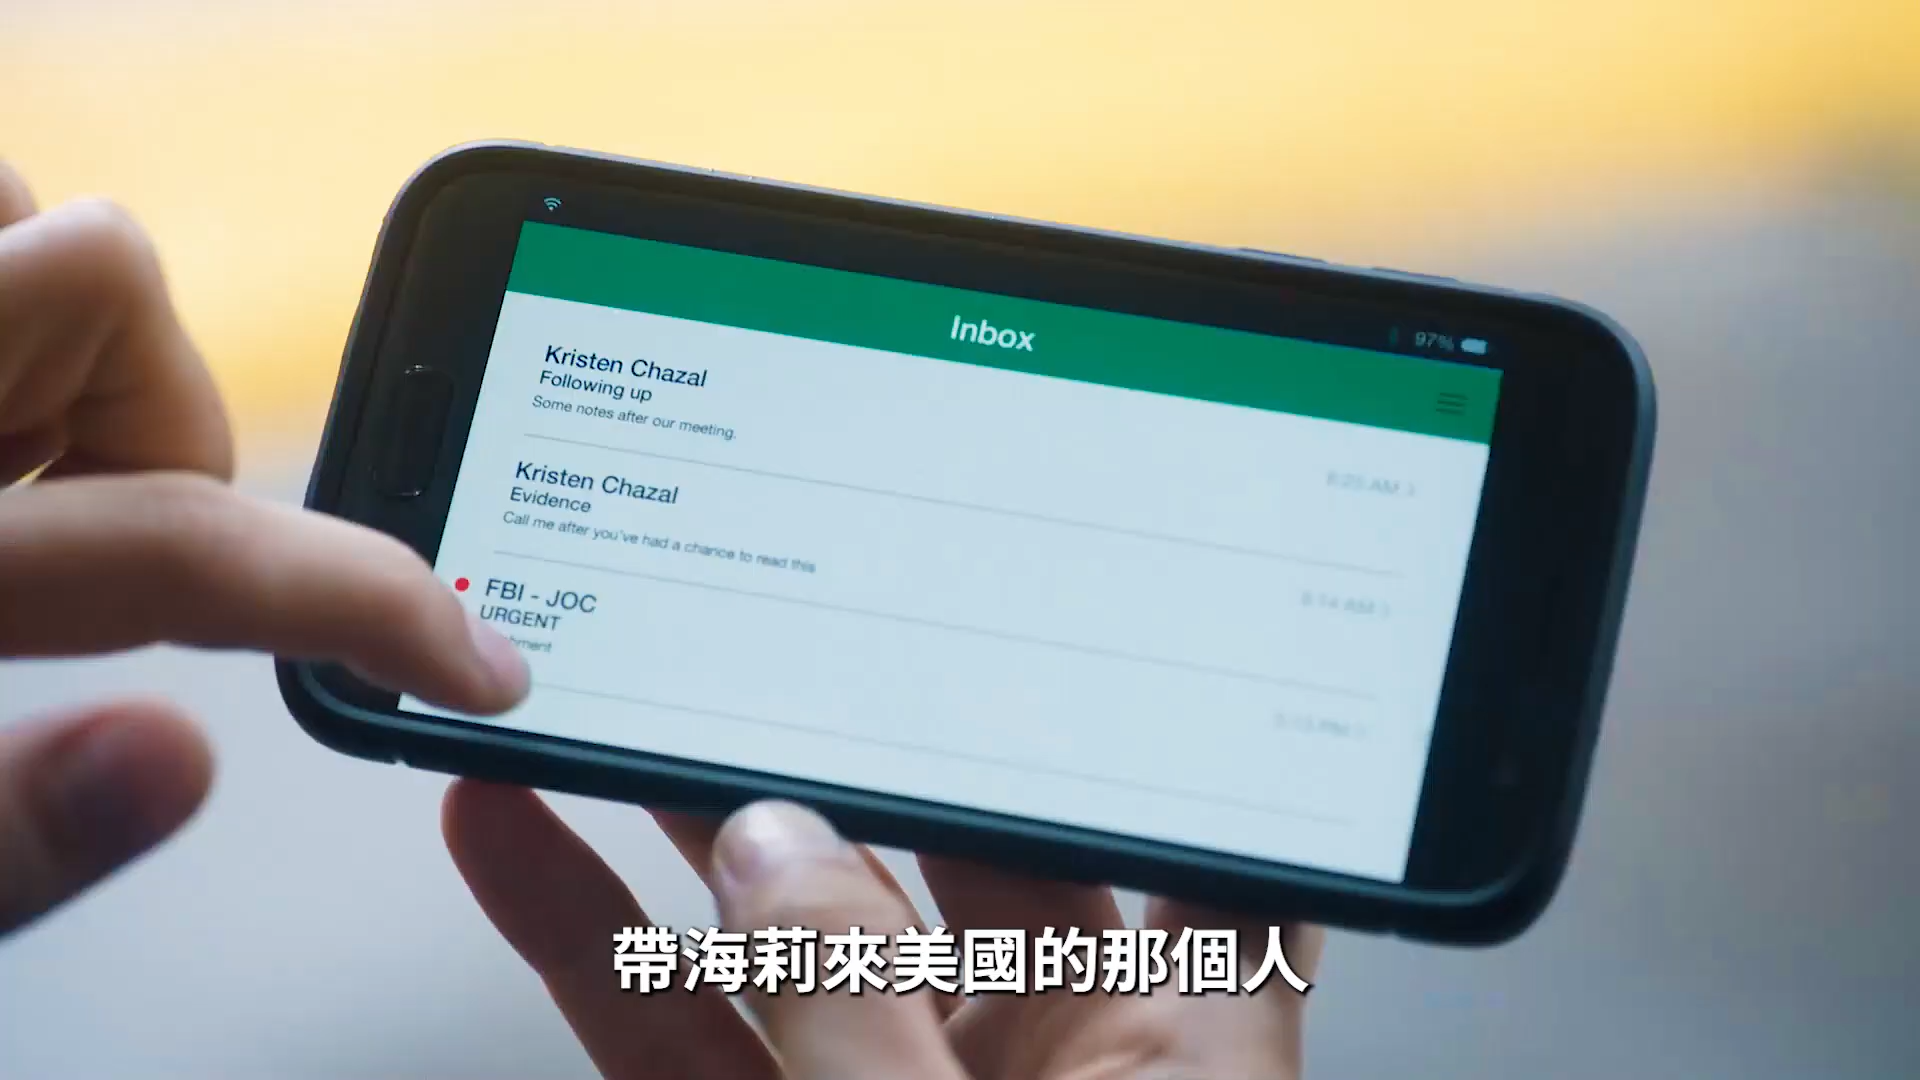 97%
Inbox
Kristen Chazal
Following up
Some notes after our meeting.
Kristen Chazal
Evidence
Call me after you've had a chance to read this
FBI - JOC
URGENT
帶海莉來美國的那個人